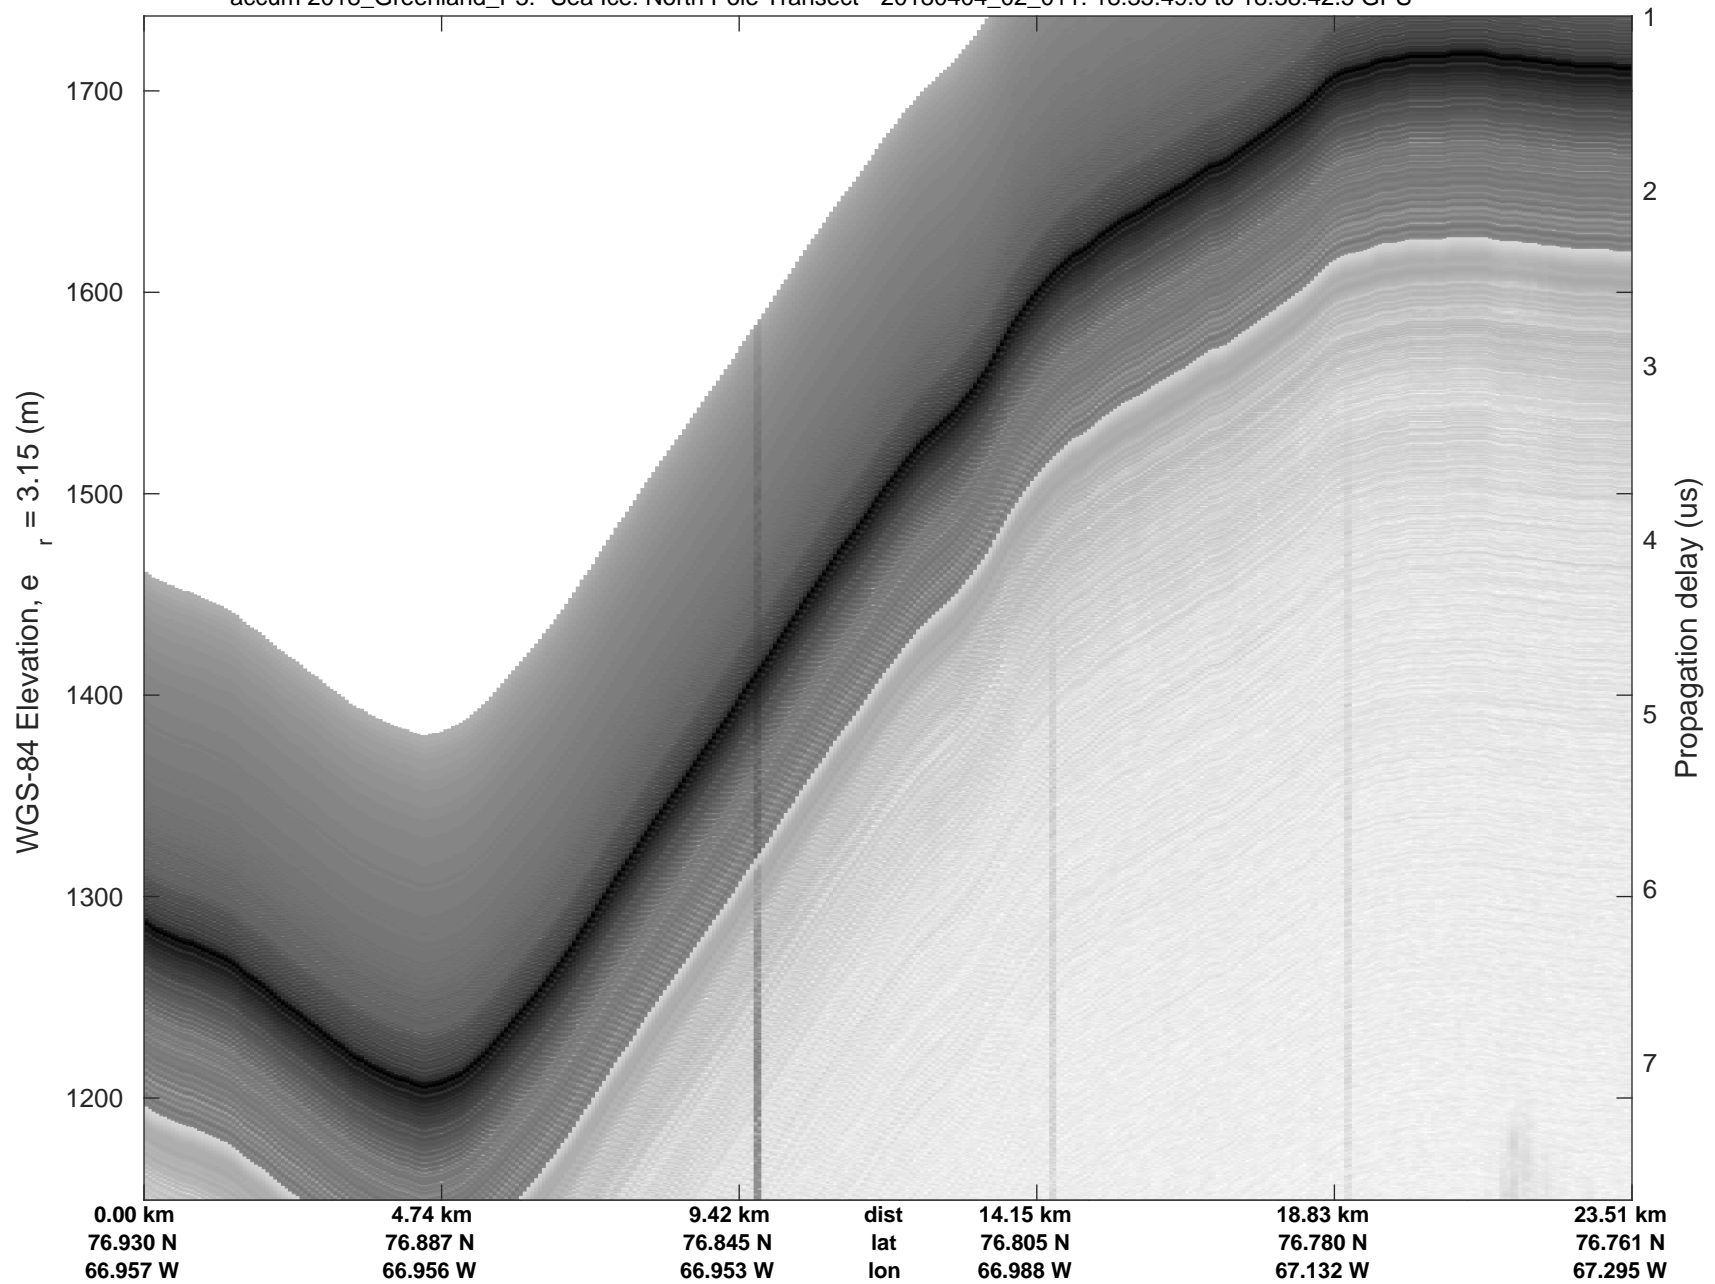 1
1700
2
1600
3
WGS-84 Elevation, e r = 3.15 (m)
1500
Propagation delay (us)
4
1400
5
1300
6
1200
7
0.00 km 4.74 km 9.42 km dist 14.15 km 18.83 km 23.51 km
76.930 N 76.887 N 76.845 N lat 76.805 N 76.780 N 76.761 N
66.957 W 66.956 W 66.953 W lon 66.988 W 67.132 W 67.295 W